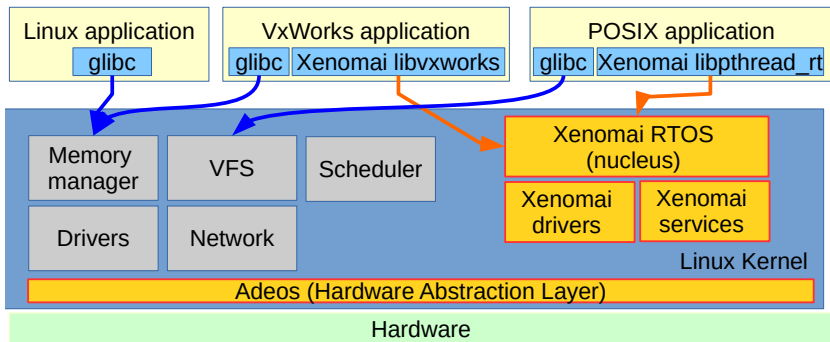 Linux application
glibc
VxWorks application
glibc
Xenomai libvxworks
POSIX application
glibc
Xenomai libpthread_rt
Memory
manager
VFS
Scheduler
Xenomai RTOS
(nucleus)
Drivers
Network
Xenomai
drivers
Xenomai
services
Linux Kernel
Adeos (Hardware Abstraction Layer)
Hardware